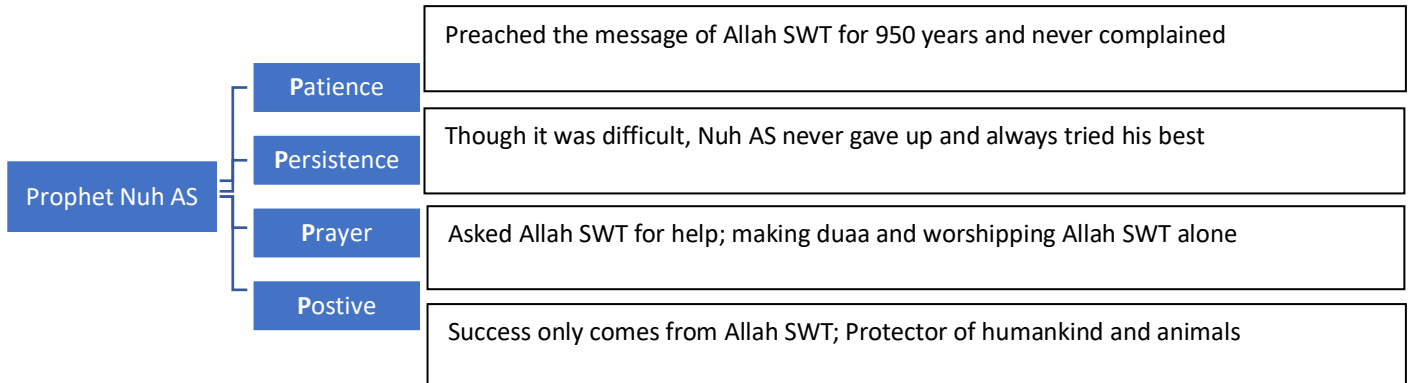 Preached the message of Allah SWT for 950 years and never complained
Patience
Though it was difficult, Nuh AS never gave up and always tried his best
Persistence
Prophet Nuh AS
Prayer
Asked Allah SWT for help; making duaa and worshipping Allah SWT alone
Postive
Success only comes from Allah SWT; Protector of humankind and animals